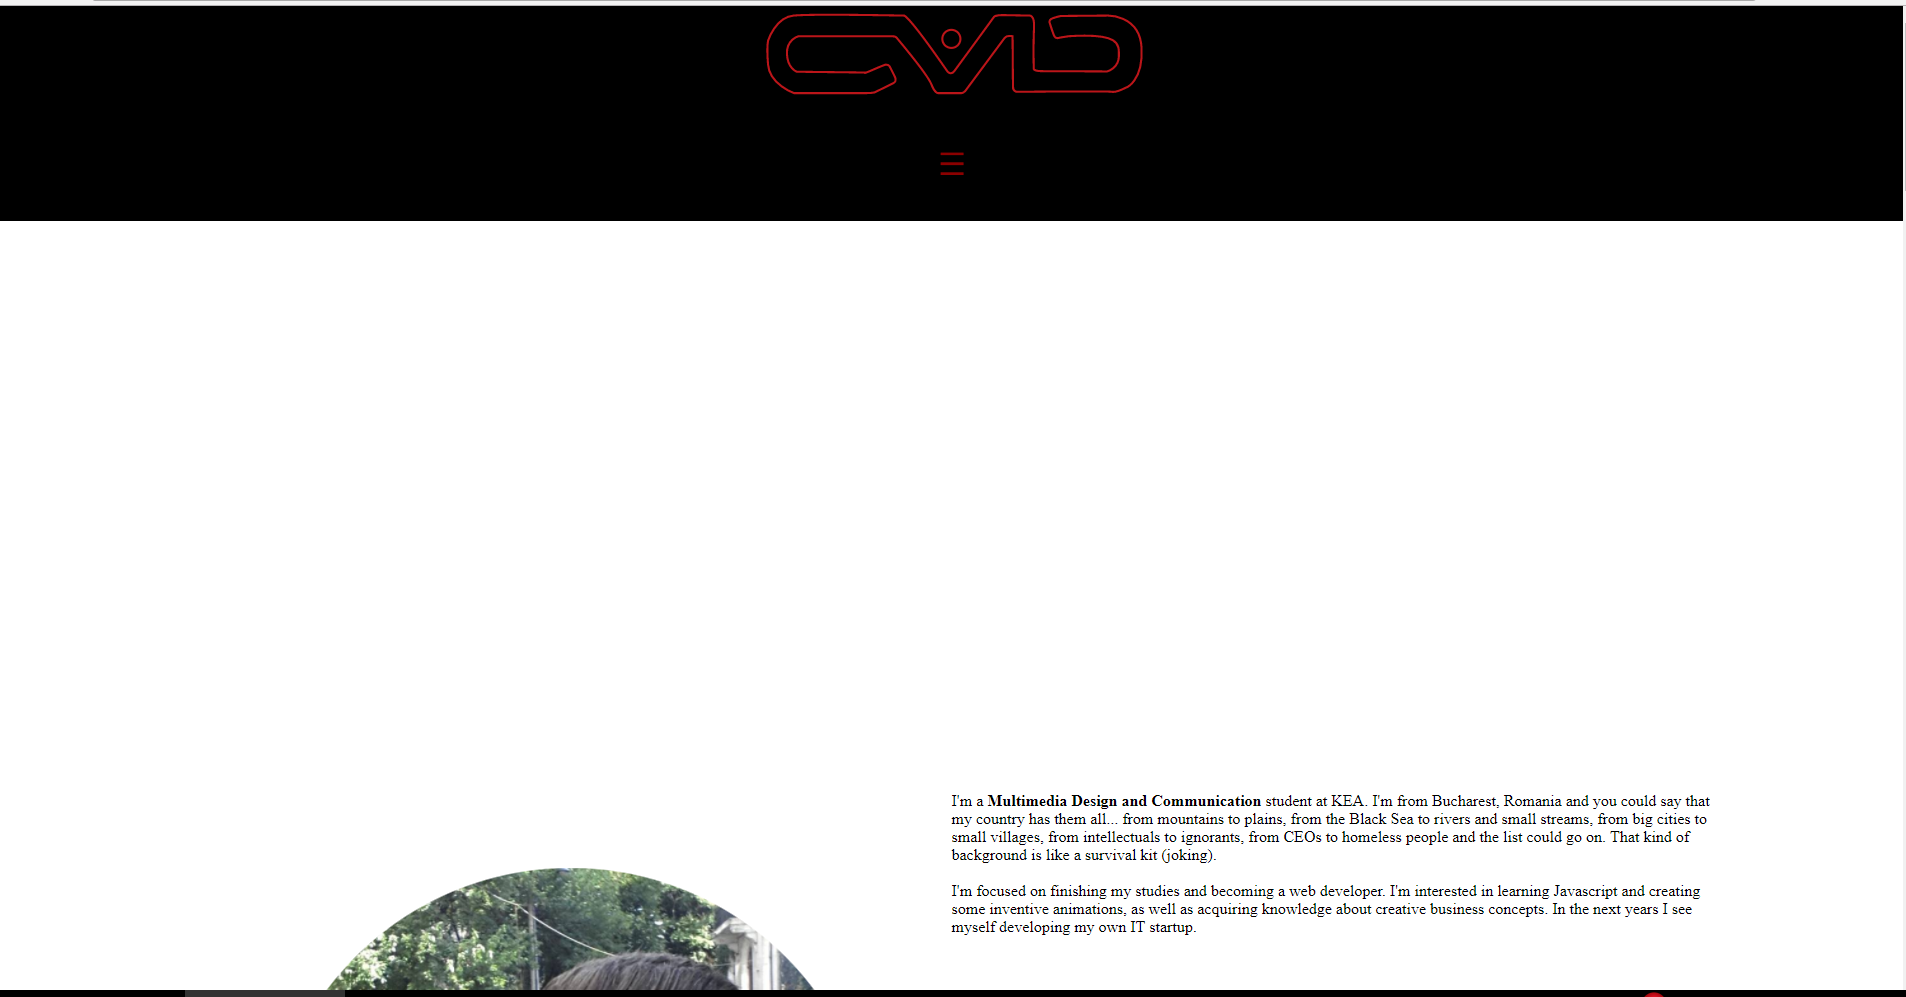 CVD
I'm a Multimedia Design and Communication student at KEA. I'm from Bucharest, Romania and you could say that
my country has them all... from mountains to plains, from the Black Sea to rivers and small streams, from big cities to
small villages, from intellectuals to ignorants, from CEOs to homeless people and the list could go on. That kind of
background is like a survival kit (joking).
I'm focused on finishing my studies and becoming a web developer. I'm interested in learning Javascript and creating
some inventive animations, as well as acquiring knowledge about creative business concepts. In the next years I see
myself developing my own IT startup.